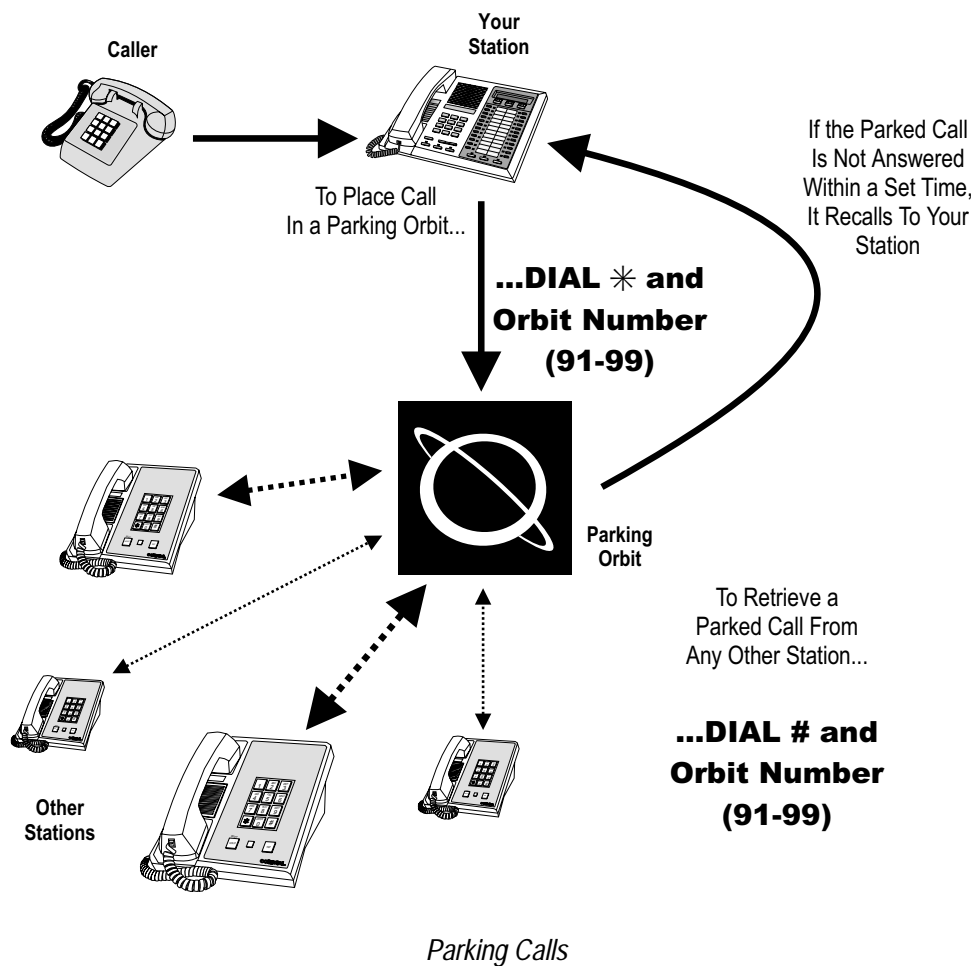 Caller
Your
Station
To Place Call
In a Parking Orbit...
If the Parked Call
Is Not Answered
Within a Set Time,
It Recalls To Your
Station
...DIAL ✳ and
Orbit Number
(91-99)
Parking
Orbit
To Retrieve a
Parked Call From
Any Other Station...
...DIAL # and
Orbit Number
(91-99)
Other
Stations
Parking Calls